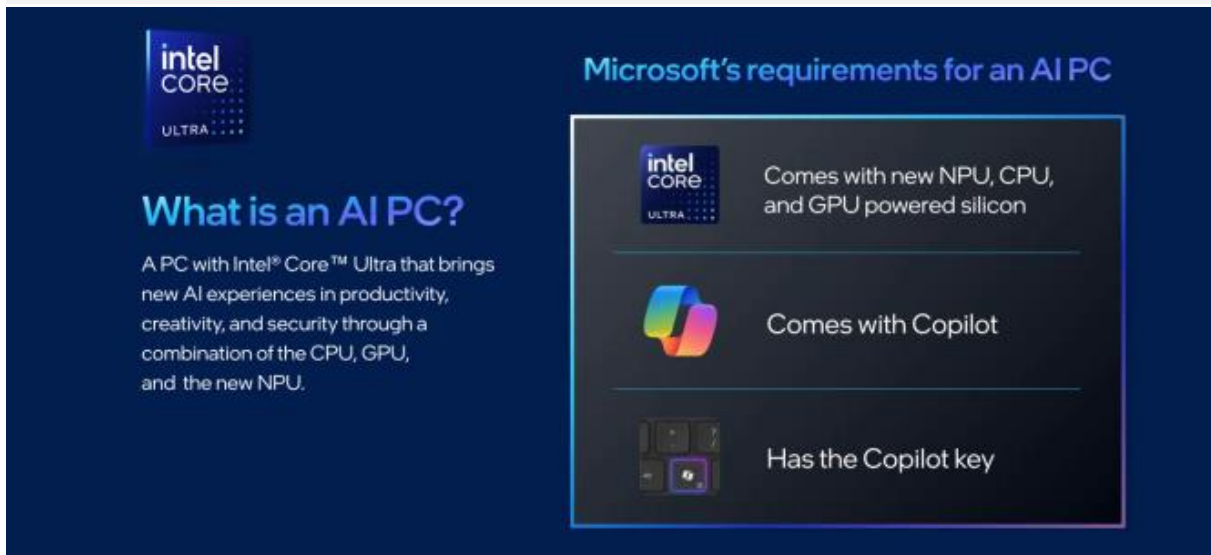 intel
CORE
ULTRA
What is an AI PC?
A PC with Intel® Core™ Ultra that brings
new AI experiences in productivity,
creativity, and security through a
combination of the CPU, GPU,
and the new NPU.
Microsoft's requirements for an AI PC
intel
CORE
ULTRA
Comes with new NPU, CPU,
and GPU powered silicon
Comes with Copilot
Has the Copilot key